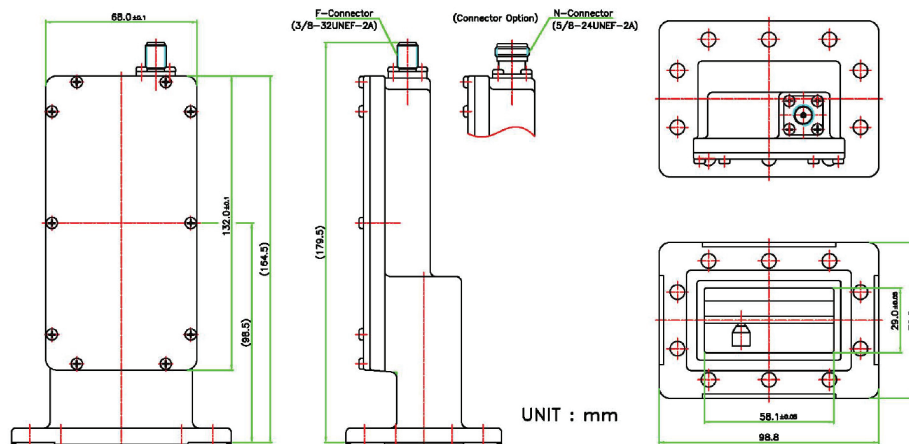 68.0±0.1
F-Connector
(3/8-32UNEF-2A)
(Connector Option)
N-Connector
(5/8-24UNEF-2A)
132.0±0.1
(164.5)
(98.5)
(179.5)
29.0±0.05
58.1±0.05
98.8
UNIT : mm